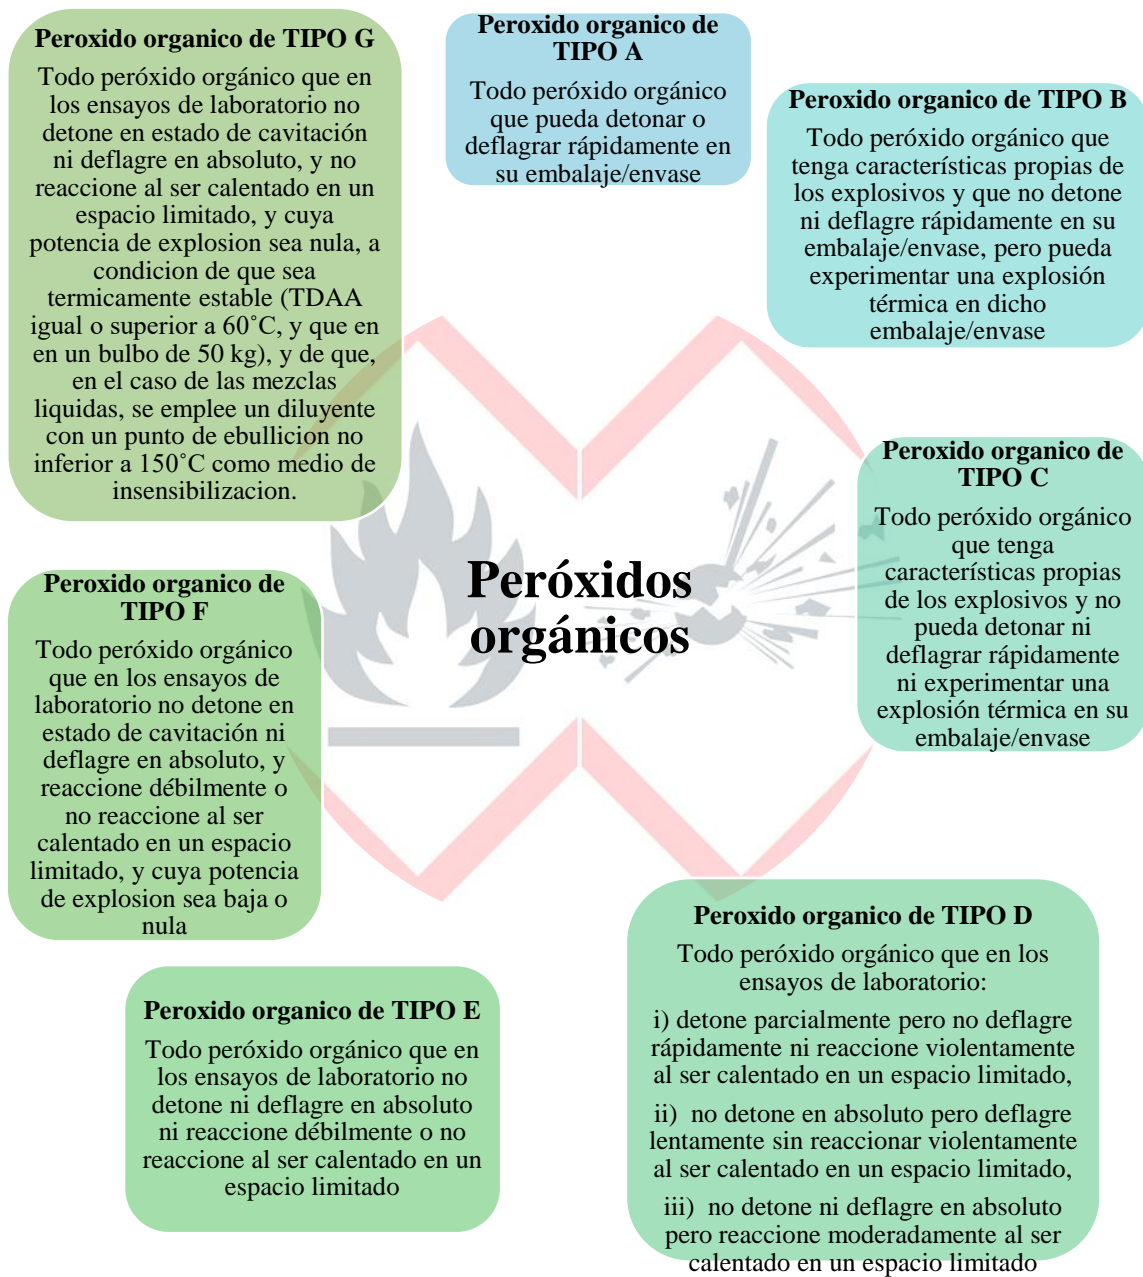 Peroxido organico de
TIPO A
Todo peróxido orgánico
que pueda detonar o
deflagrar rápidamente en
su embalaje/envase
Peroxido organico de TIPO B
Todo peróxido orgánico que
tenga características propias de
los explosivos y que no detone
ni deflagre rápidamente en su
embalaje/envase, pero pueda
experimentar una explosión
térmica en dicho
embalaje/envase
Peroxido organico de
TIPO C
Todo peróxido orgánico
que tenga
características propias
de los explosivos y no
pueda detonar ni
deflagrar rápidamente
ni experimentar una
explosión térmica en su
embalaje/envase
Peroxido organico de TIPO D
Todo peróxido orgánico que en los
ensayos de laboratorio:
i) detone parcialmente pero no deflagre
rápidamente ni reaccione violentamente
al ser calentado en un espacio limitado,
ii) no detone en absoluto pero deflagre
lentamente sin reaccionar violentamente
al ser calentado en un espacio limitado,
iii) no detone ni deflagre en absoluto
pero reaccione moderadamente al ser
calentado en un espacio limitado
Peroxido organico de TIPO E
Todo peróxido orgánico que en
los ensayos de laboratorio no
detone ni deflagre en absoluto
ni reaccione débilmente o no
reaccione al ser calentado en un
espacio limitado
Peroxido organico de
TIPO F
Todo peróxido orgánico
que en los ensayos de
laboratorio no detone en
estado de cavitación ni
deflagre en absoluto, y
reaccione débilmente o
no reaccione al ser
calentado en un espacio
limitado, y cuya potencia
de explosion sea baja o
nula
Peroxido organico de TIPO G
Todo peróxido orgánico que en
los ensayos de laboratorio no
detone en estado de cavitación
ni deflagre en absoluto, y no
reaccione al ser calentado en un
espacio limitado, y cuya
potencia de explosion sea nula, a
condicion de que sea
termicamente estable (TDAA
igual o superior a 60˚C, y que en
en un bulbo de 50 kg), y de que,
en el caso de las mezclas
liquidas, se emplee un diluyente
con un punto de ebullicion no
inferior a 150˚C como medio de
insensibilizacion.
Peróxidos
orgánicos